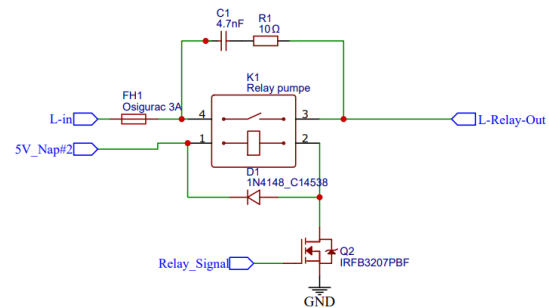 C1
4.7nF
R1
10Ω
K1
Relay pumpe
FH1
Osigurac 3A
L-in
4
3
L-Relay-Out
5V_Nap#2
1
2
D1
1N4148_C14538
Q2
IRFB3207PBF
Relay_Signal
GND